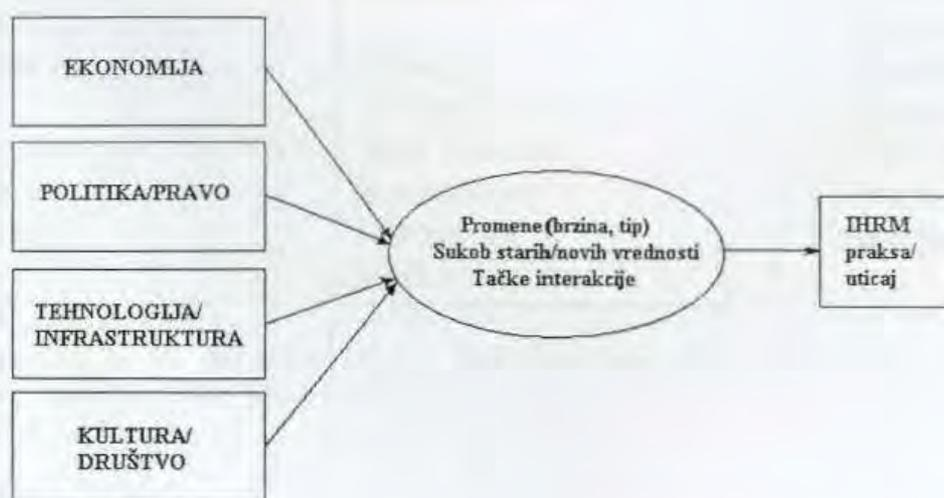 EKONOMIJA
POLITIKA/PRAVO
TEHNOLOGIJA/
INFRASTRUKTURA
KULTURA/
DRUŠTVO
Promene (brzina, tip)
Sukob starih/novih vrednosti
Tačke interakcije
IHRM
praksa/
uticaj